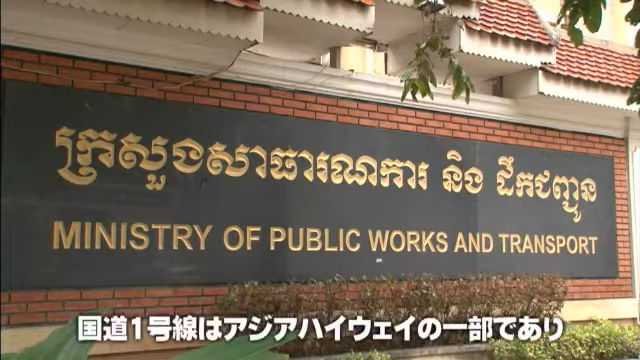 ក្រសួងសាធារណការ និង ដឹកជញ្ជូន
MINISTRY OF PUBLIC WORKS AND TRANSPORT
国道1号線はアジアハイウェイの一部であり